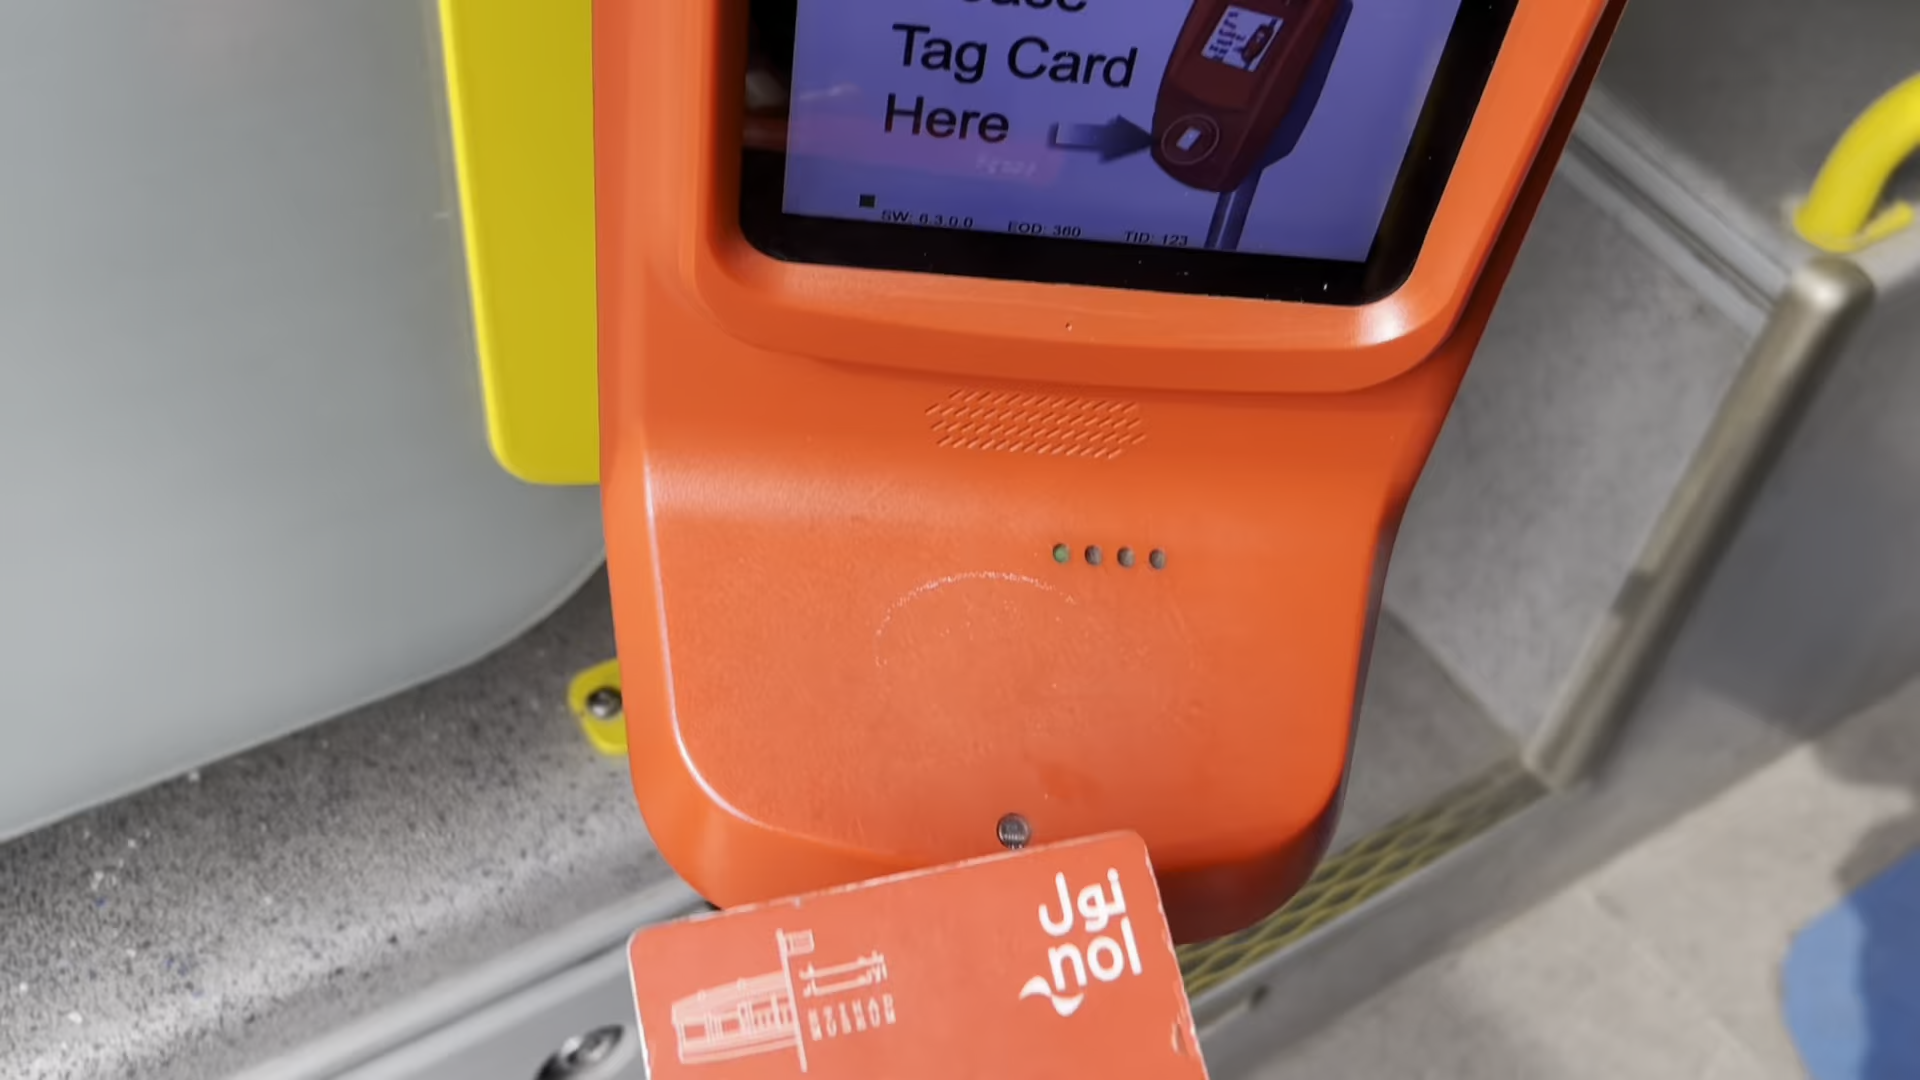 Tag Card
Here
SW: 6.3.0.0 EOD: 360 TID: 123
نول
nol